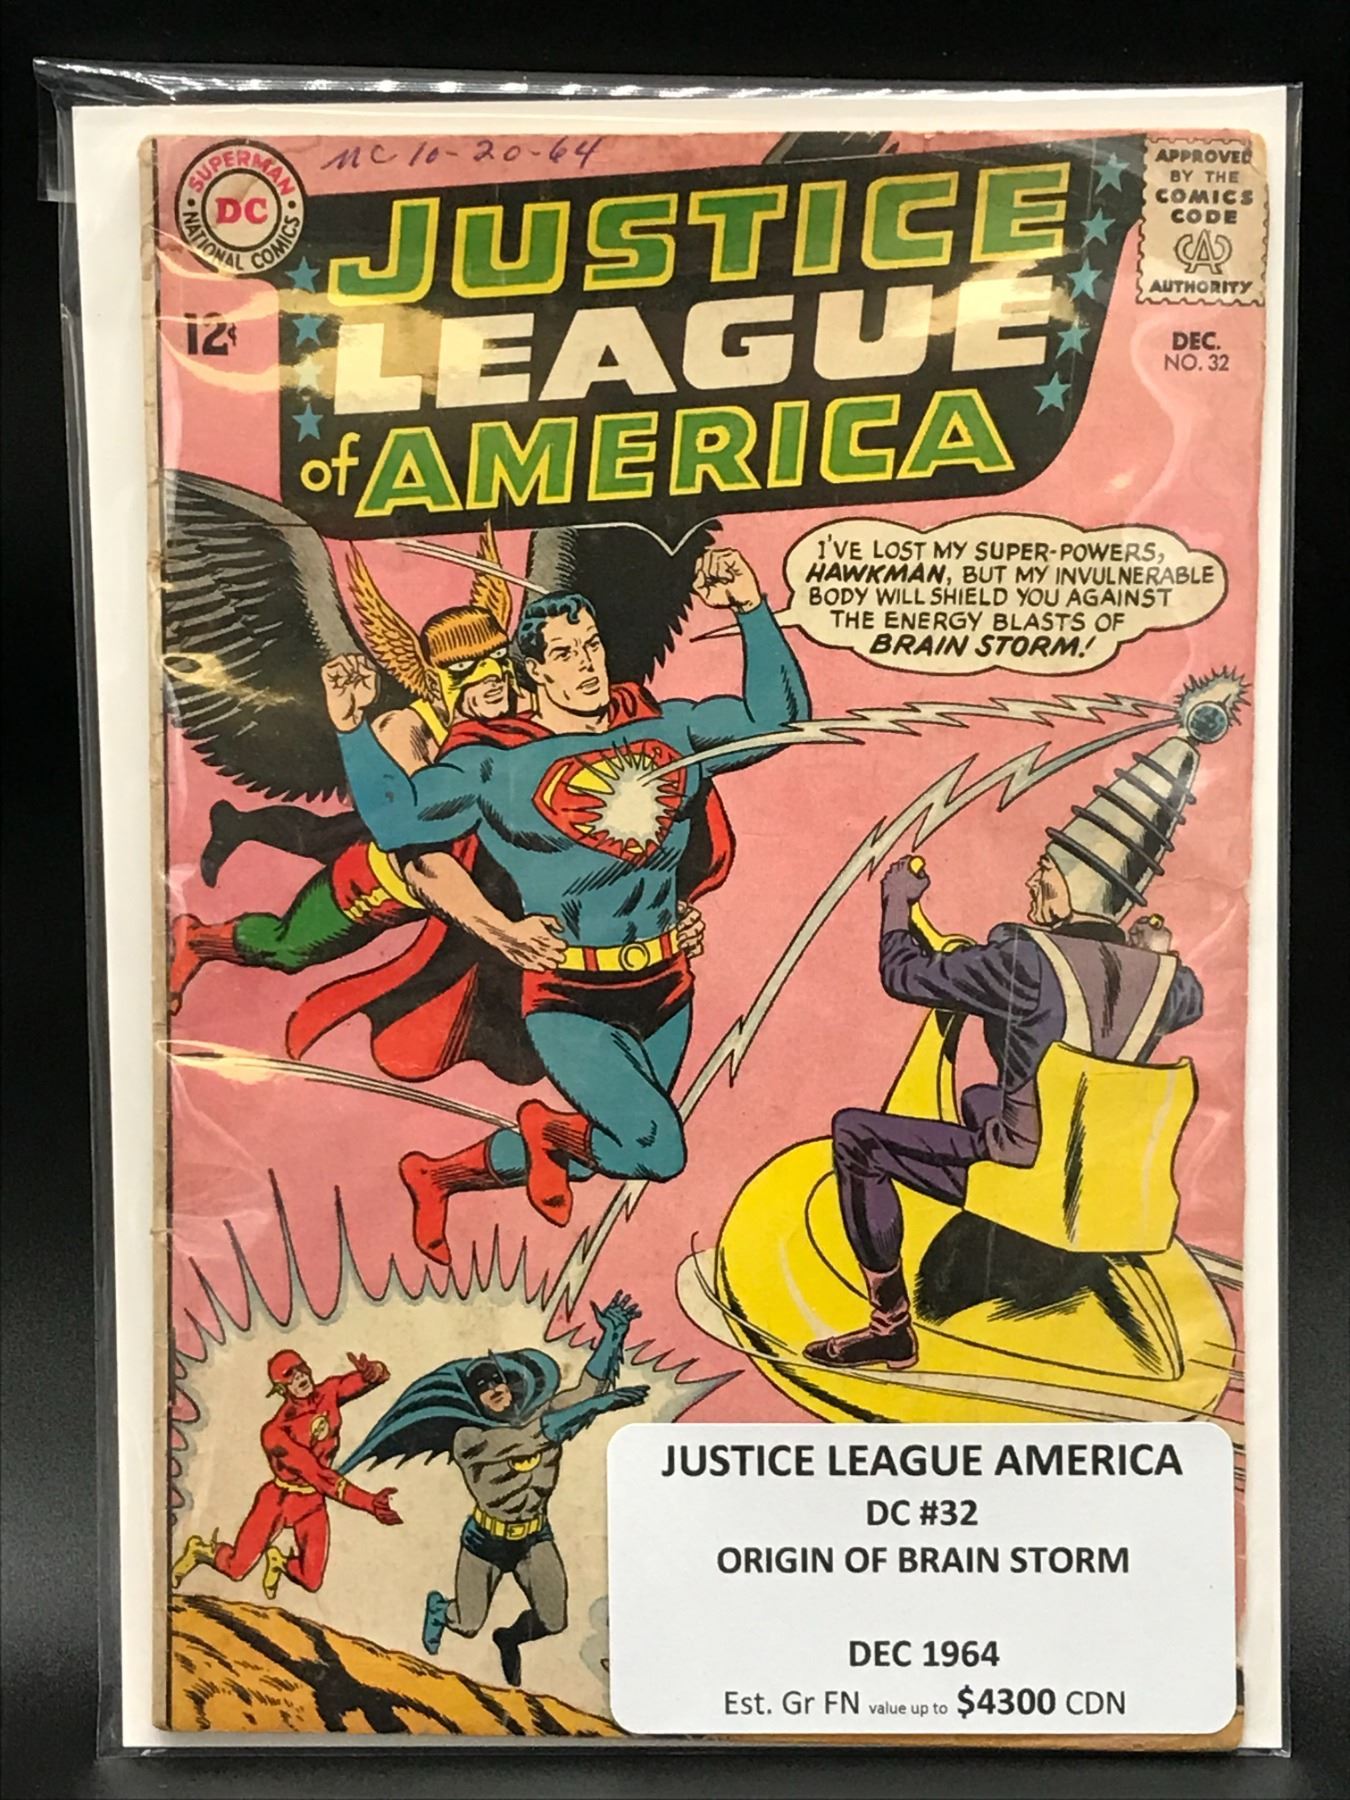 SUPERMAN
DC
NATIONAL COMICS
MC 10-20-64
APPROVED
BY THE
COMICS
CODE
CA
AUTHORITY
JUSTICE
LEAGUE
of AMERICA
12¢
DEC.
NO. 32
I'VE LOST MY SUPER-POWERS,
HAWKMAN, BUT MY INVULNERABLE
BODY WILL SHIELD YOU AGAINST
THE ENERGY BLASTS OF
BRAIN STORM!
JUSTICE LEAGUE AMERICA
DC #32
ORIGIN OF BRAIN STORM
DEC 1964
Est. Gr FN value up to $4300 CDN